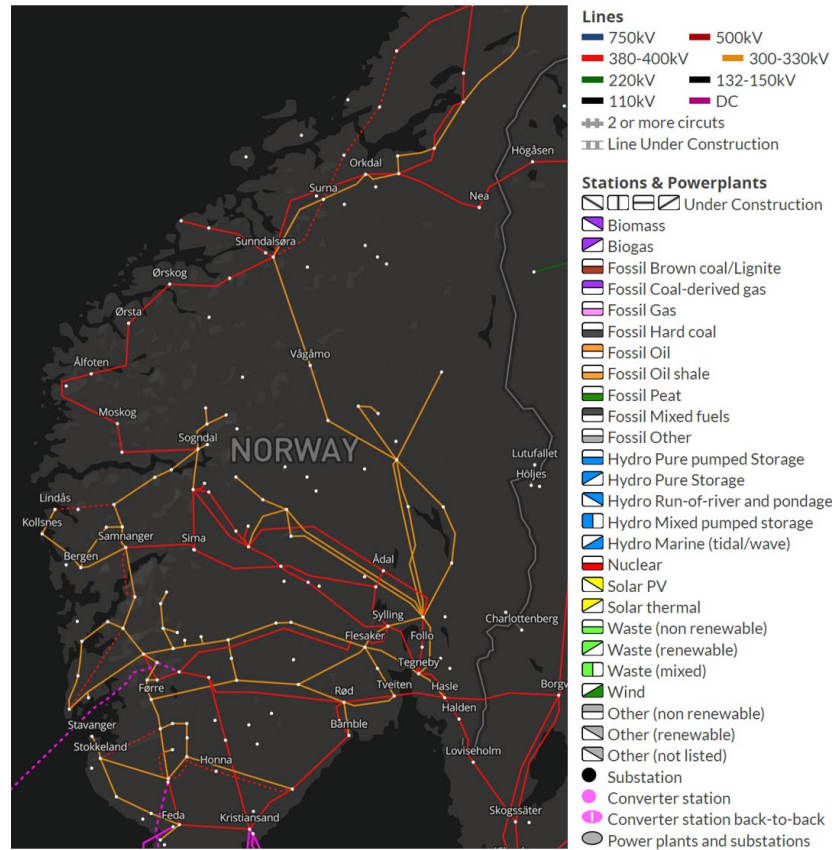 Högåsen
Orkdal
Surna
Nea
Sunndalsøra
Ørskog
Ørsta
Vågåmo
Ålfoten
Moskog
Sogndal
NORWAY
Lutufallet
Höljes
Lindås
Kollsnes
Samnanger
Sima
Bergen
Ådal
Sylling
Charlottenberg
Flesaker
Follo
Tegneby
Førre
Tveiten
Hasle
Borgv
Rød
Halden
Stavanger
Bamble
Stokkeland
Honna
Loviseholm
Skogssäter
Feda
Kristiansand
Lines
750kV 500kV
380-400kV 300-330kV
220kV 132-150kV
110kV DC
2 or more circuts
Line Under Construction
Stations & Powerplants
Under Construction
Biomass
Biogas
Fossil Brown coal/Lignite
Fossil Coal-derived gas
Fossil Gas
Fossil Hard coal
Fossil Oil
Fossil Oil shale
Fossil Peat
Fossil Mixed fuels
Fossil Other
Hydro Pure pumped Storage
Hydro Pure Storage
Hydro Run-of-river and pondage
Hydro Mixed pumped storage
Hydro Marine (tidal/wave)
Nuclear
Solar PV
Solar thermal
Waste (non renewable)
Waste (renewable)
Waste (mixed)
Wind
Other (non renewable)
Other (renewable)
Other (not listed)
Substation
Converter station
Converter station back-to-back
Power plants and substations